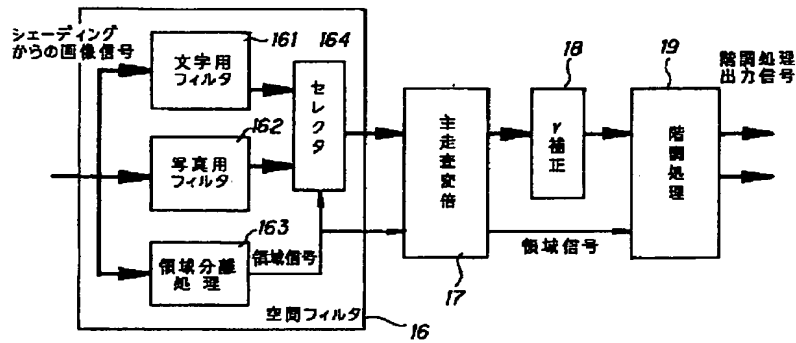 シェーディング
からの画像信号
161
文字用
フィルタ
164
セレクタ
162
写真用
フィルタ
163
領域分離
処理
領域信号
空間フィルタ
16
主走査変倍
17
18
γ補正
領域信号
19
階調処理
階調処理
出力信号